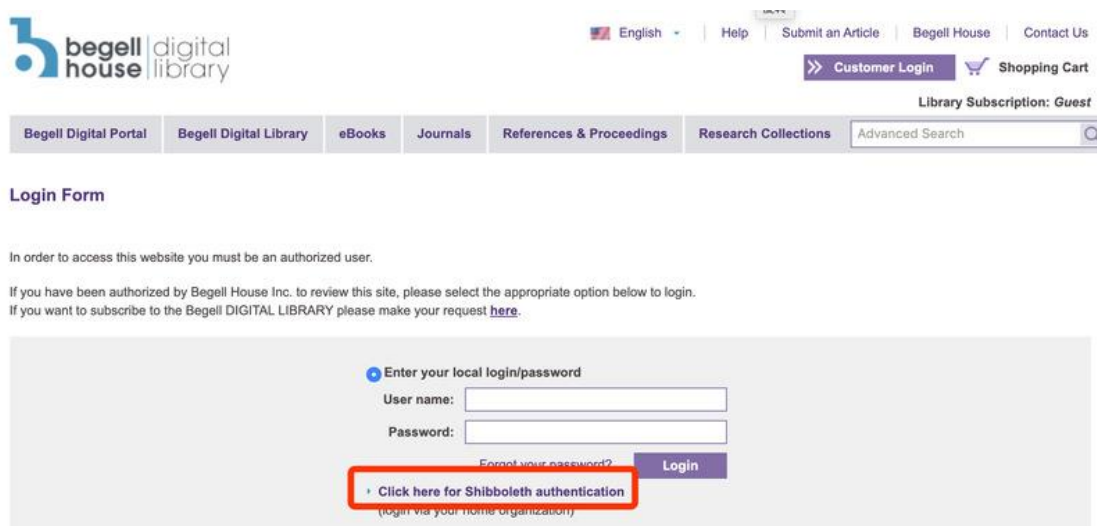 begell digital
house library
English
Help
Submit an Article
Begell House
Contact Us
Customer Login
Shopping Cart
Library Subscription: Guest
Begell Digital Portal
Begell Digital Library
eBooks
Journals
References & Proceedings
Research Collections
Advanced Search
Login Form
In order to access this website you must be an authorized user.
If you have been authorized by Begell House Inc. to review this site, please select the appropriate option below to login.
If you want to subscribe to the Begell DIGITAL LIBRARY please make your request here.
Enter your local login/password
User name:
Password:
Forgot your password?
Login
Click here for Shibboleth authentication
(login via your home organization)